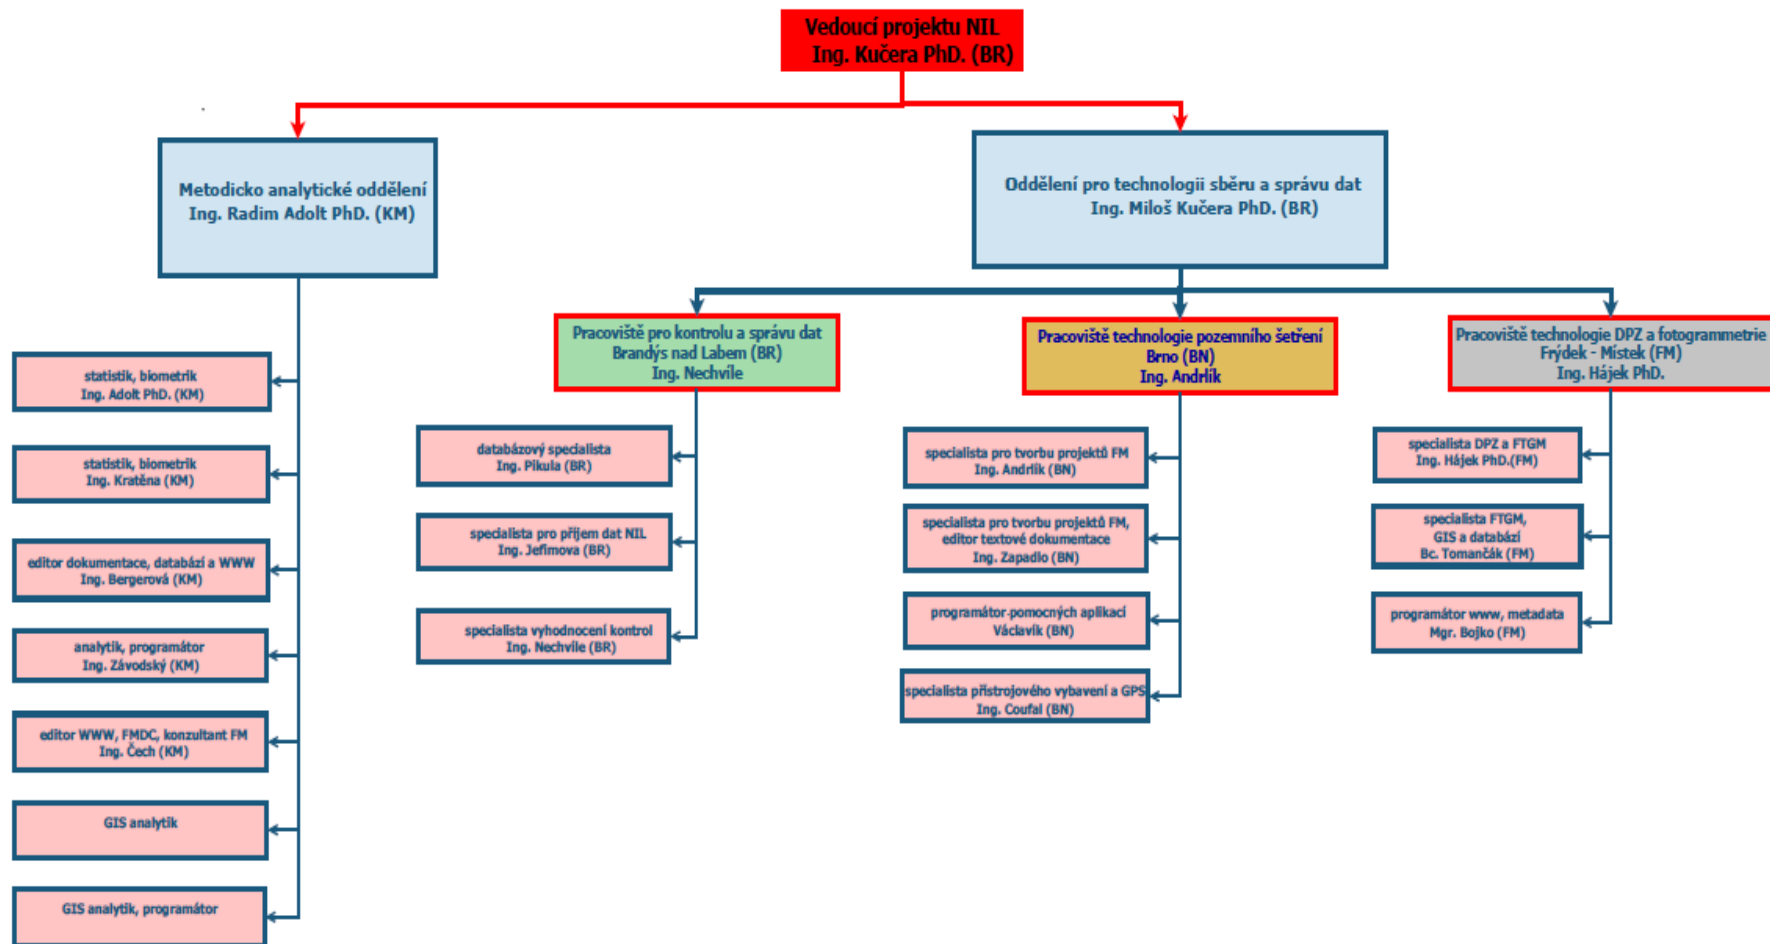 Vedoucí projektu NIL
Ing. Kučera PhD. (BR)
Metodicko analytické oddělení
Ing. Radim Adolt PhD. (KM)
Oddělení pro technologii sběru a správu dat
Ing. Miloš Kučera PhD. (BR)
Pracoviště pro kontrolu a správu dat
Brandýs nad Labem (BR)
Ing. Nechvíle
Pracoviště technologie pozemního šetření
Brno (BN)
Ing. Andrlík
Pracoviště technologie DPZ a fotogrammetrie
Frýdek - Místek (FM)
Ing. Hájek PhD.
statistik, biometrik
Ing. Adolt PhD. (KM)
statistik, biometrik
Ing. Kratěna (KM)
editor dokumentace, databází a WWW
Ing. Bergerová (KM)
analytik, programátor
Ing. Závodský (KM)
editor WWW, FMDC, konzultant FM
Ing. Čech (KM)
GIS analytik
GIS analytik, programátor
databázový specialista
Ing. Pikula (BR)
specialista pro příjem dat NIL
Ing. Jefimova (BR)
specialista vyhodnocení kontrol
Ing. Nechvíle (BR)
specialista pro tvorbu projektů FM
Ing. Andrlík (BN)
specialista pro tvorbu projektů FM,
editor textové dokumentace
Ing. Zapadlo (BN)
programátor pomocných aplikací
Václavík (BN)
specialista přístrojového vybavení a GPS
Ing. Coufal (BN)
specialista DPZ a FTGM
Ing. Hájek PhD.(FM)
specialista FTGM,
GIS a databází
Bc. Tomančák (FM)
programátor www, metadata
Mgr. Bojko (FM)